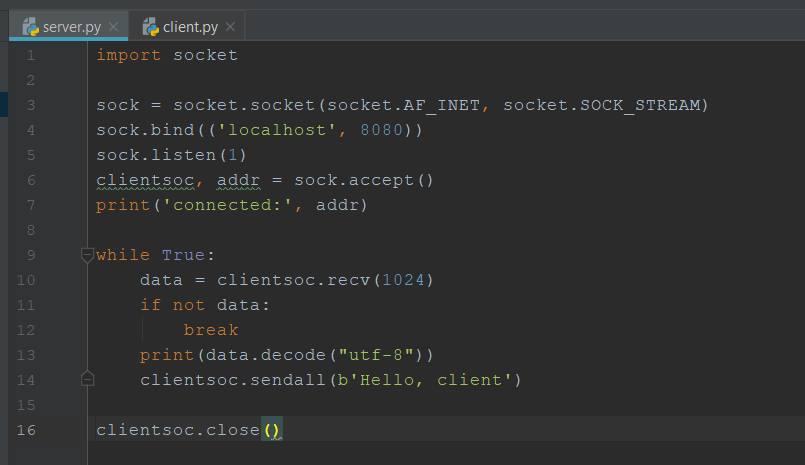 server.py client.py
1 import socket
2
3 sock = socket.socket(socket.AF_INET, socket.SOCK_STREAM)
4 sock.bind(('localhost', 8080))
5 sock.listen(1)
6 clientsoc, addr = sock.accept()
7 print('connected:', addr)
8
9 while True:
10     data = clientsoc.recv(1024)
11     if not data:
12         break
13     print(data.decode("utf-8"))
14     clientsoc.sendall(b'Hello, client')
15
16 clientsoc.close()